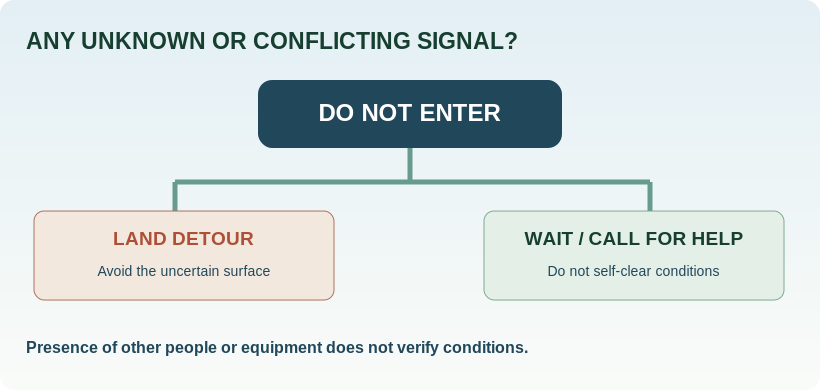 ANY UNKNOWN OR CONFLICTING SIGNAL?
DO NOT ENTER
LAND DETOUR
Avoid the uncertain surface
WAIT / CALL FOR HELP
Do not self-clear conditions
Presence of other people or equipment does not verify conditions.